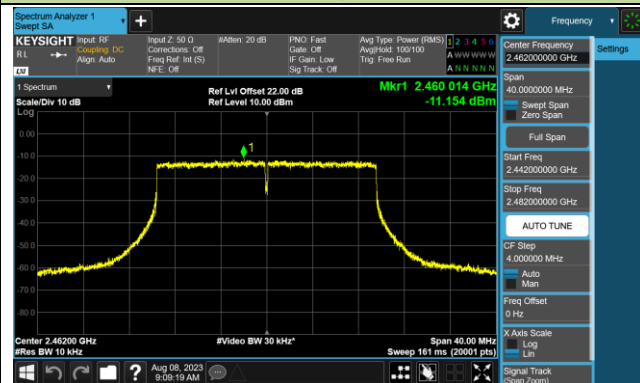 Spectrum Analyzer 1
Swept SA
Frequency
KEYSIGHT
RL
LXI
Input: RF
Coupling: DC
Align: Auto
Input Z: 50 Ω
Corrections: Off
Freq Ref: Int (S)
NFE: Off
#Atten: 20 dB
PNO: Fast
Gate: Off
IF Gain: Low
Sig Track: Off
Avg Type: Power (RMS)
Avg|Hold: 100/100
Trig: Free Run
1 2 3 4 5 6
A W W W W W
A N N N N N
1 Spectrum
Scale/Div 10 dB
Ref Lvl Offset 22.00 dB
Ref Level 10.00 dBm
Mkr1 2.460 014 GHz
-11.154 dBm
Log
0.00
-10.0
-20.0
-30.0
-40.0
-50.0
-60.0
-70.0
-80.0
1
Center 2.46200 GHz
#Res BW 10 kHz
#Video BW 30 kHz*
Span 40.00 MHz
Sweep 161 ms (20001 pts)
Aug 08, 2023
9:09:19 AM
Center Frequency
2.462000000 GHz
Span
40.0000000 MHz
Swept Span
Zero Span
Full Span
Start Freq
2.442000000 GHz
Stop Freq
2.482000000 GHz
AUTO TUNE
CF Step
4.000000 MHz
Auto
Man
Freq Offset
0 Hz
X Axis Scale
Log
Lin
Signal Track
(Span Zoom)
Settings